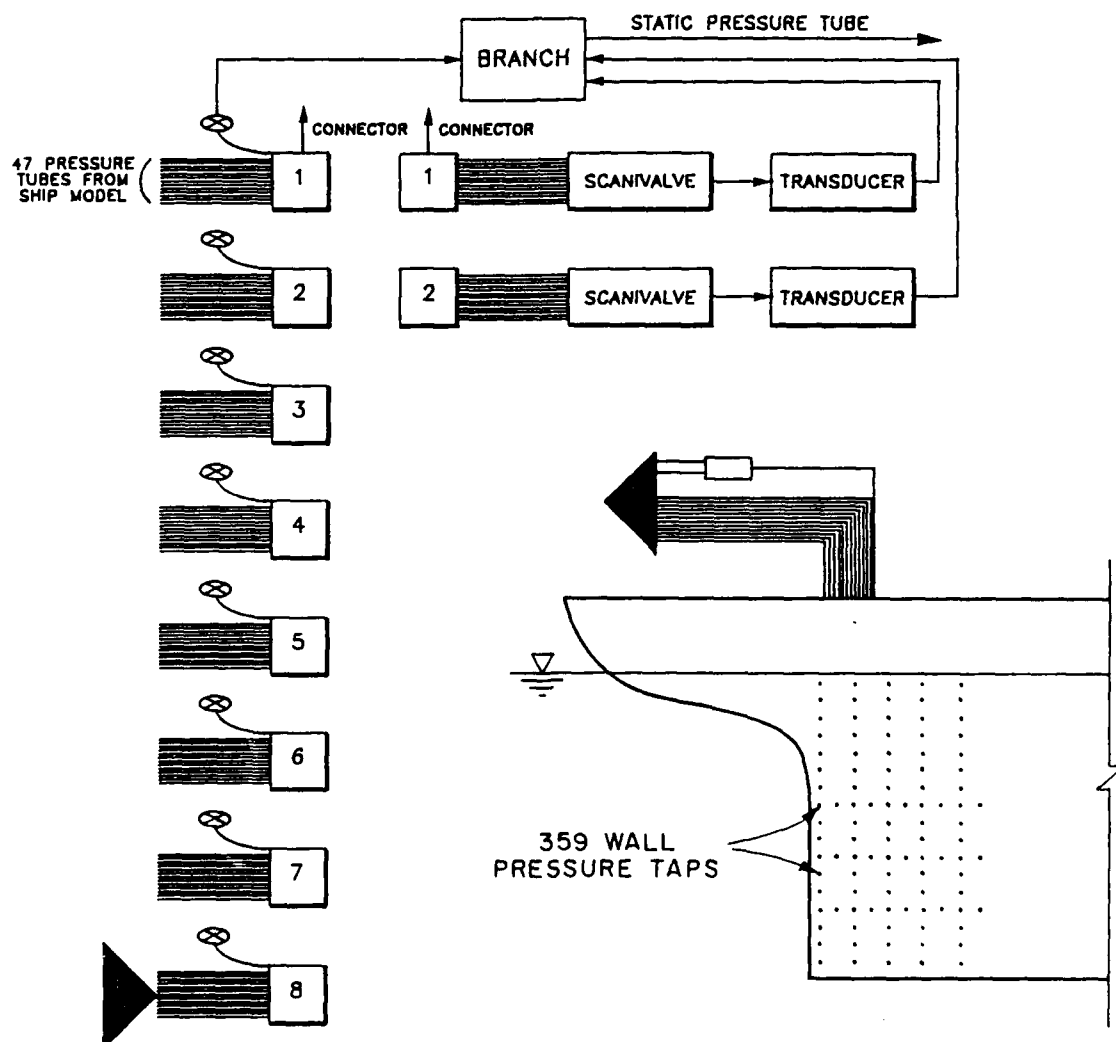 STATIC PRESSURE TUBE
BRANCH
CONNECTOR
CONNECTOR
47 PRESSURE
TUBES FROM
SHIP MODEL
1
1
SCANIVALVE
TRANSDUCER
2
2
SCANIVALVE
TRANSDUCER
3
4
5
6
359 WALL
PRESSURE TAPS
7
8